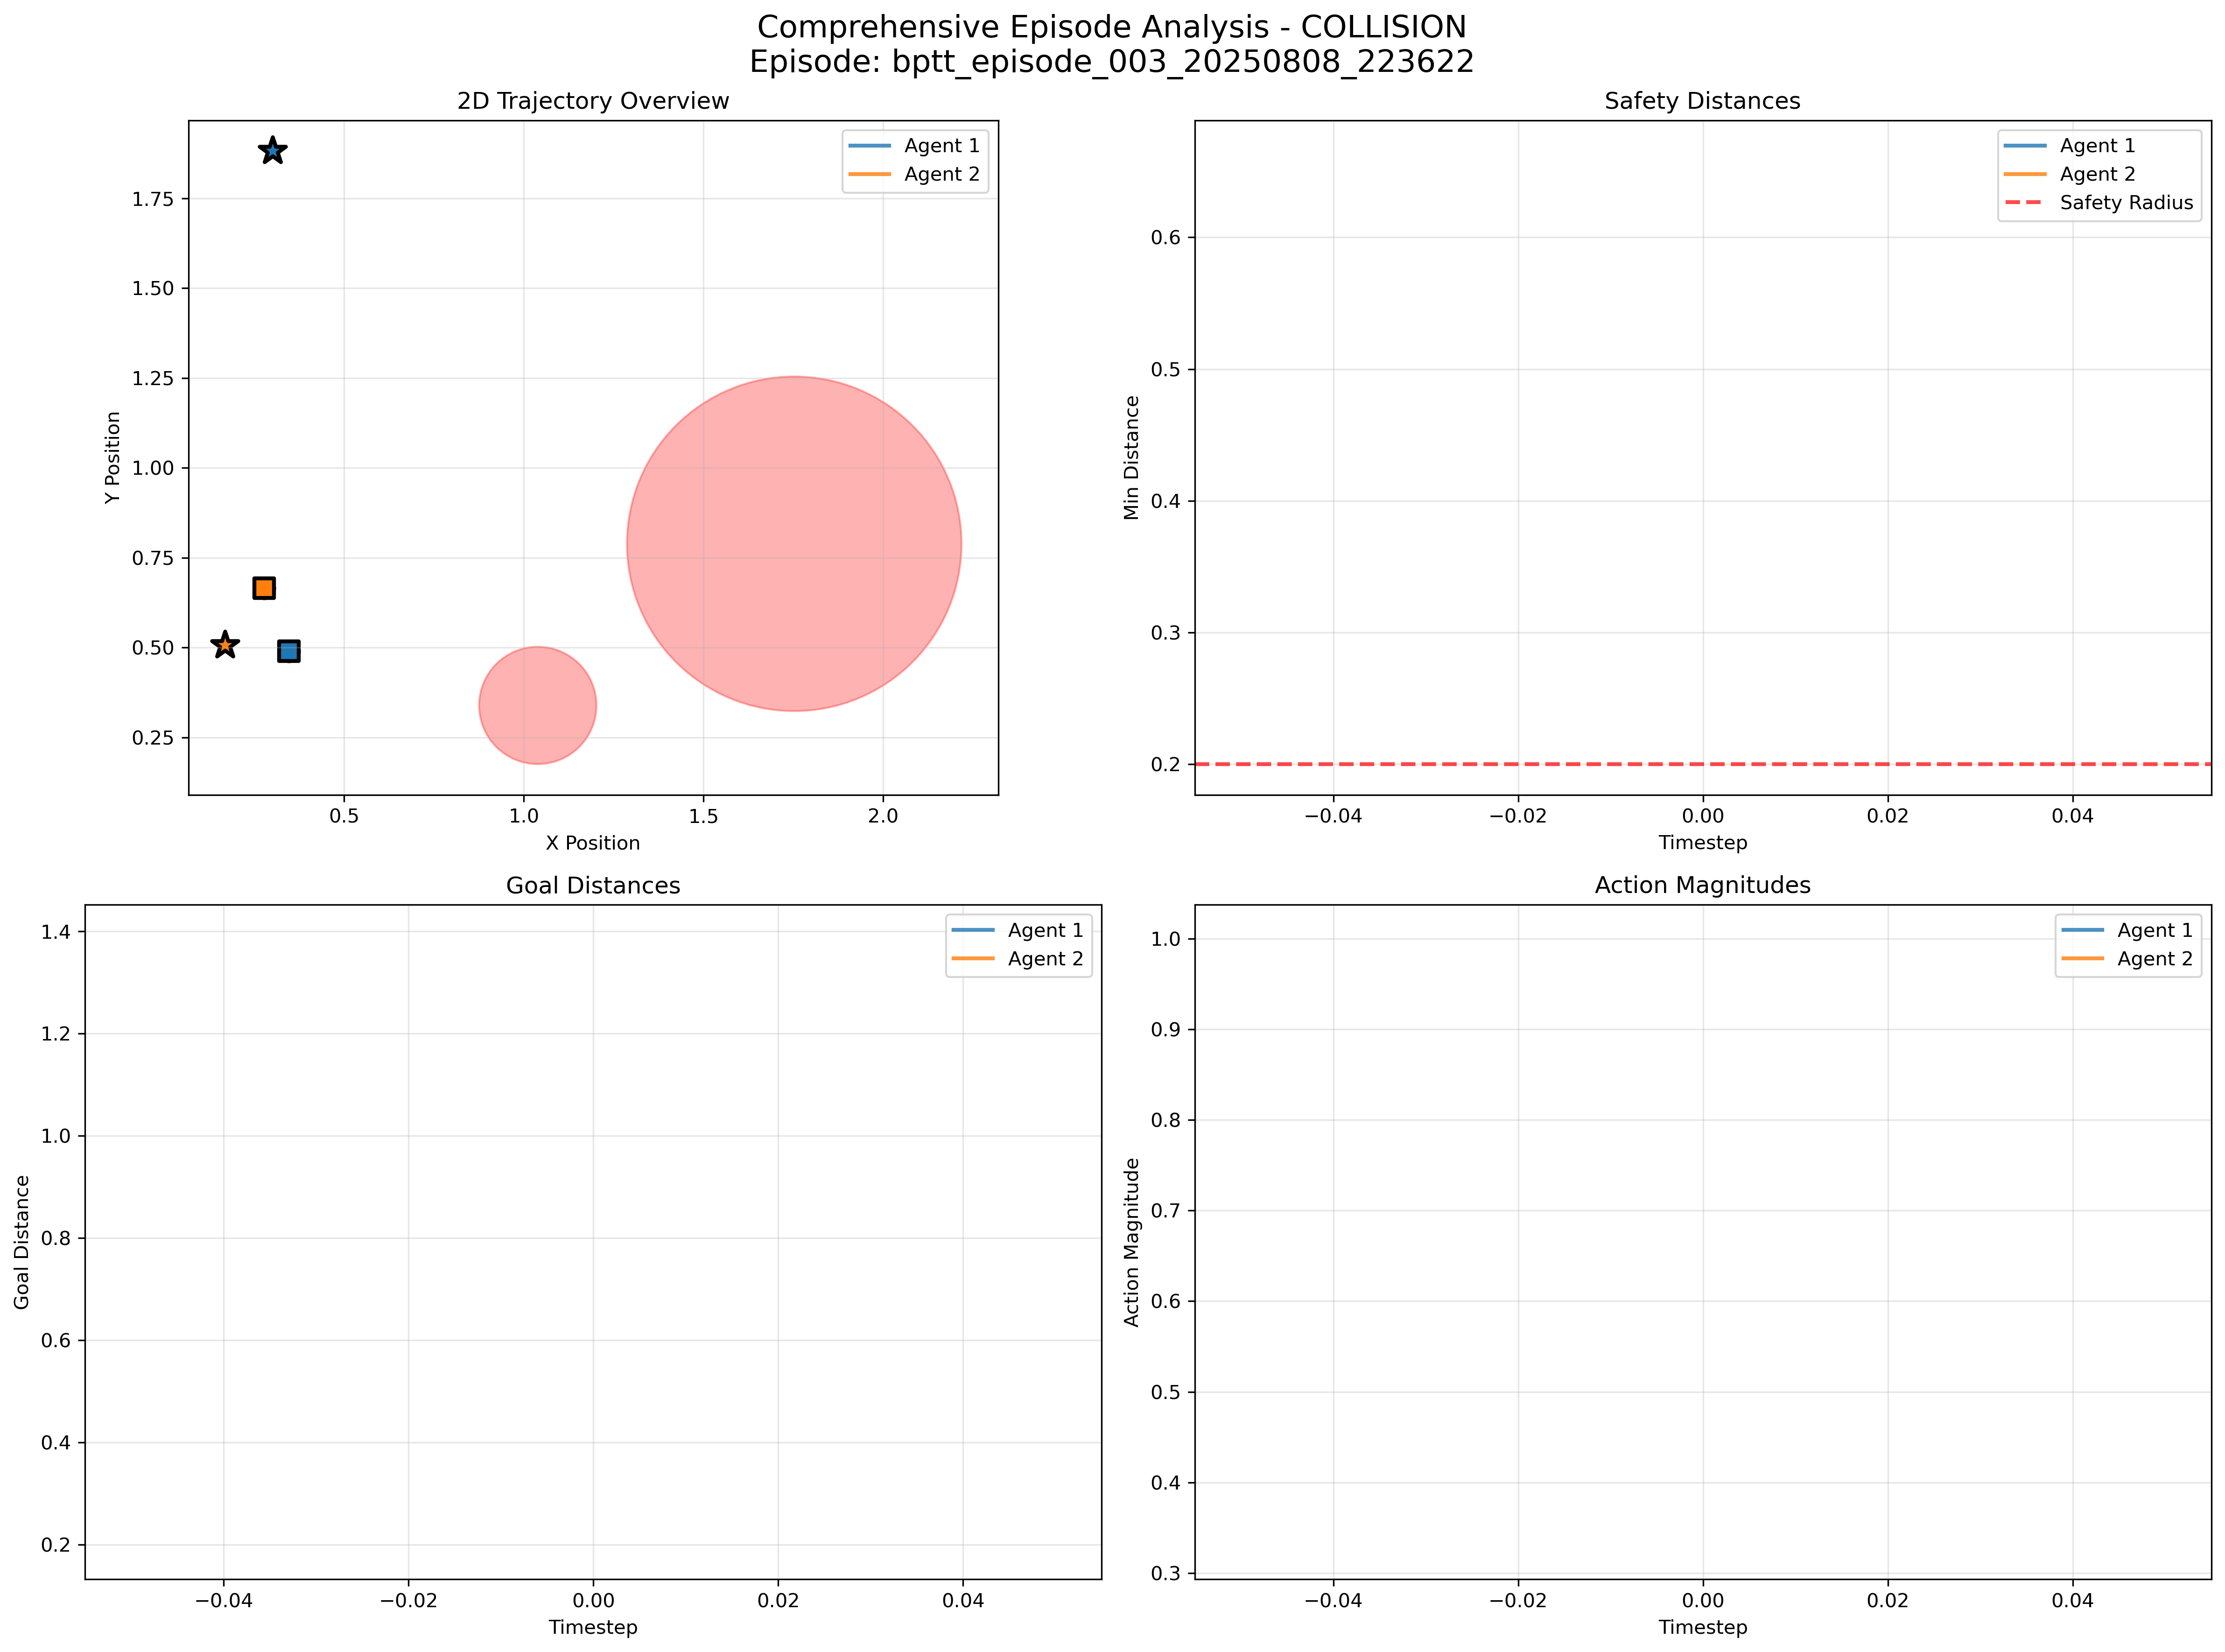 Comprehensive Episode Analysis - COLLISION
Episode: bptt_episode_003_20250808_223622
2D Trajectory Overview
Agent 1
Agent 2
1.75
1.50
1.25
1.00
0.75
0.50
0.25
Y Position
0.5
1.0
1.5
2.0
X Position
Safety Distances
Agent 1
Agent 2
Safety Radius
0.6
0.5
0.4
0.3
0.2
Min Distance
−0.04
−0.02
0.00
0.02
0.04
Timestep
Goal Distances
Agent 1
Agent 2
1.4
1.2
1.0
0.8
0.6
0.4
0.2
Goal Distance
−0.04
−0.02
0.00
0.02
0.04
Timestep
Action Magnitudes
Agent 1
Agent 2
1.0
0.9
0.8
0.7
0.6
0.5
0.4
0.3
Action Magnitude
−0.04
−0.02
0.00
0.02
0.04
Timestep